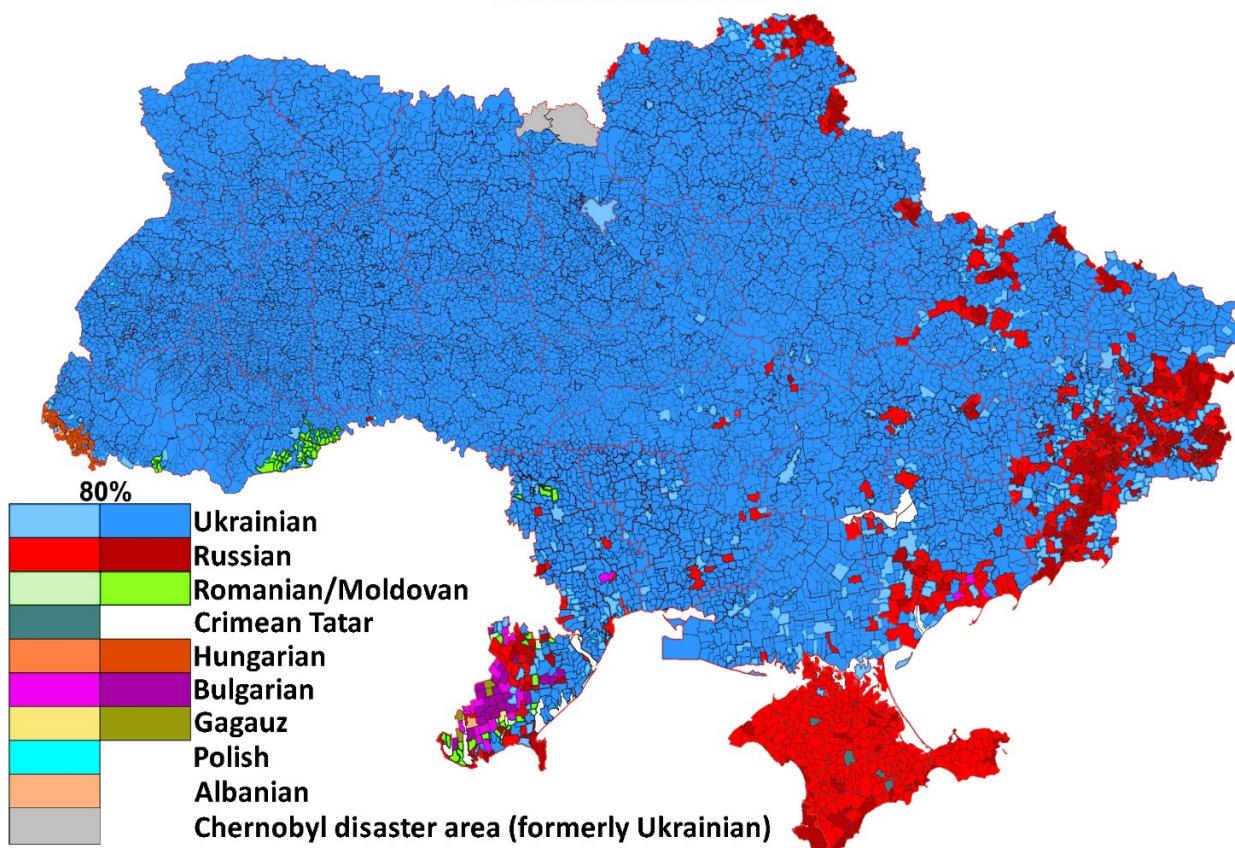 80%
Ukrainian
Russian
Romanian/Moldovan
Crimean Tatar
Hungarian
Bulgarian
Gagauz
Polish
Albanian
Chernobyl disaster area (formerly Ukrainian)